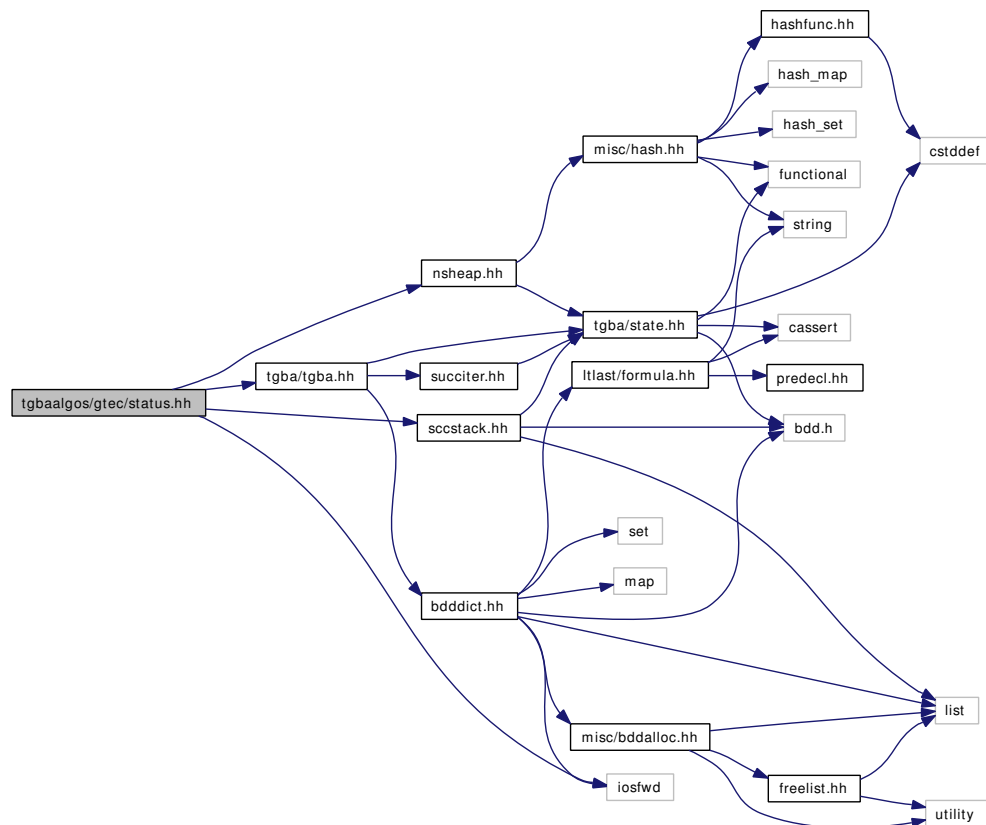 hashfunc.hh
hash_map
hash_set
misc/hash.hh
cstddef
functional
string
nsheap.hh
tgba/state.hh
cassert
tgba/tgba.hh
succiter.hh
ltlast/formula.hh
predecl.hh
tgbaalgos/gtec/status.hh
sccstack.hh
bdd.h
set
map
bdddict.hh
list
misc/bddalloc.hh
iosfwd
freelist.hh
utility